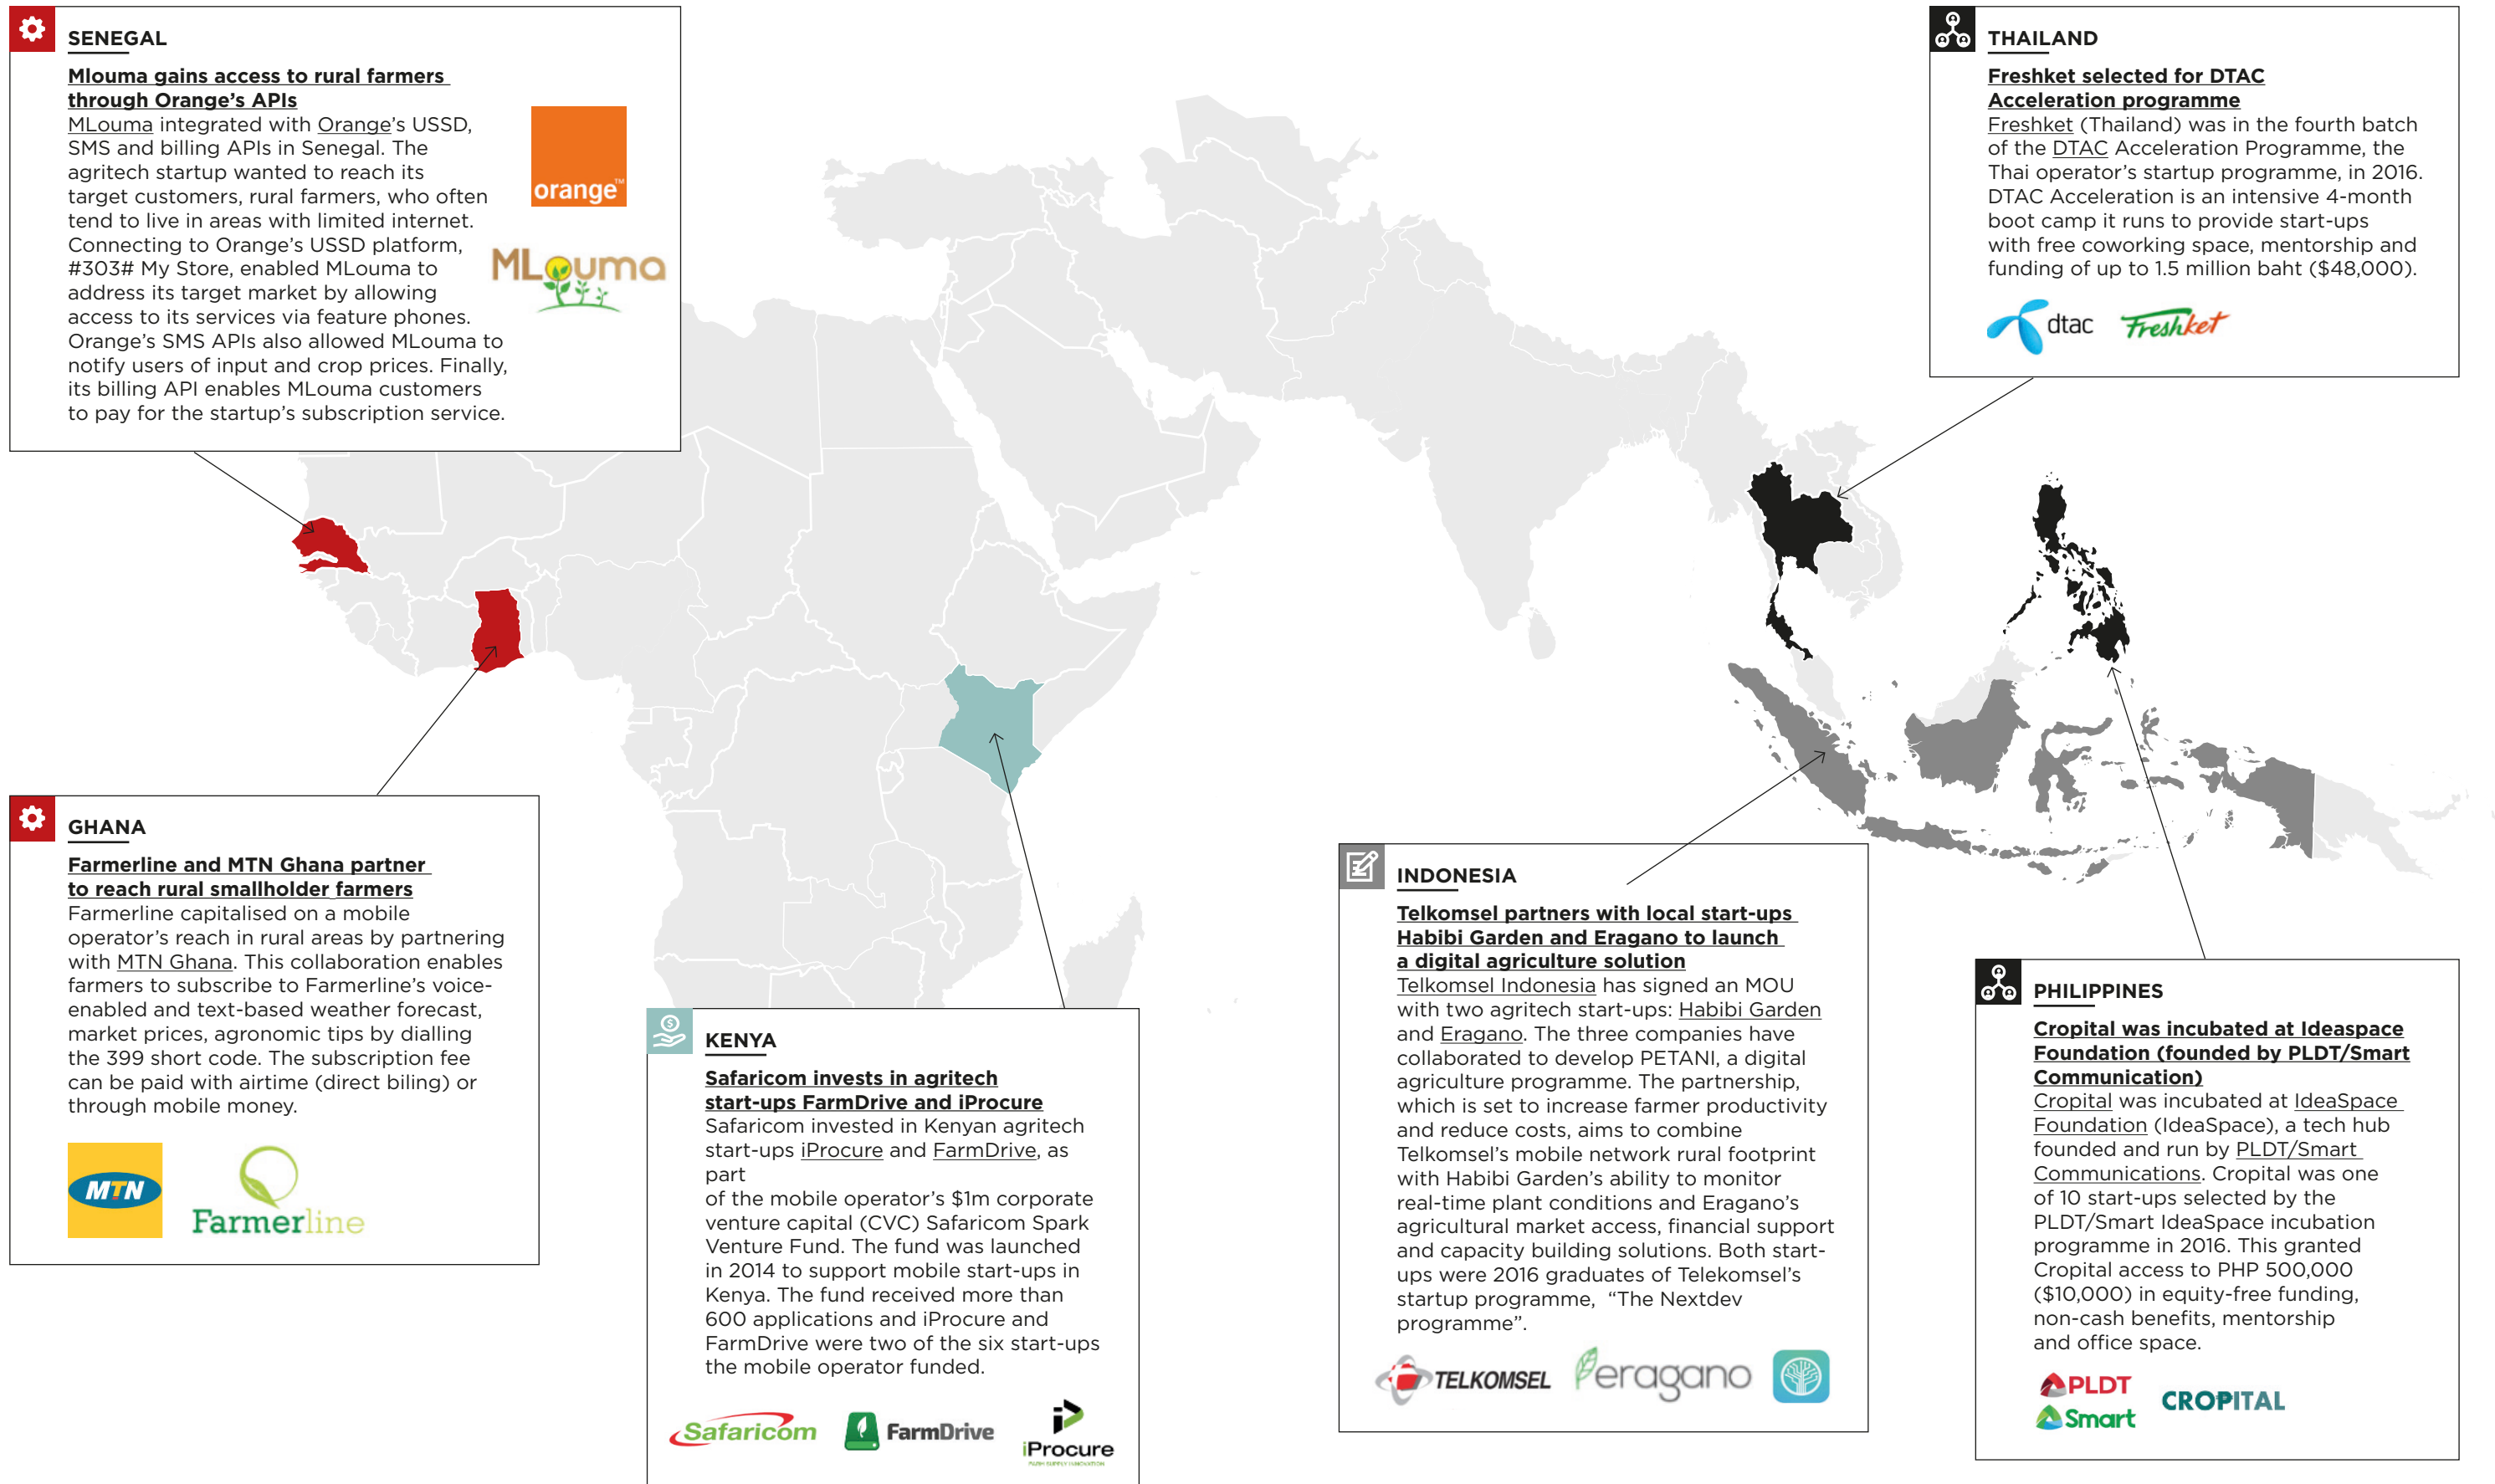 SENEGAL
Mlouma gains access to rural farmers
through Orange’s APIs
MLouma integrated with Orange’s USSD,
SMS and billing APIs in Senegal. The
agritech startup wanted to reach its
target customers, rural farmers, who often
tend to live in areas with limited internet.
Connecting to Orange’s USSD platform,
#303# My Store, enabled MLouma to
address its target market by allowing
access to its services via feature phones.
Orange’s SMS APIs also allowed MLouma to
notify users of input and crop prices. Finally,
its billing API enables MLouma customers
to pay for the startup’s subscription service.
orange™
MLouma
THAILAND
Freshket selected for DTAC
Acceleration programme
Freshket (Thailand) was in the fourth batch
of the DTAC Acceleration Programme, the
Thai operator’s startup programme, in 2016.
DTAC Acceleration is an intensive 4-month
boot camp it runs to provide start-ups
with free coworking space, mentorship and
funding of up to 1.5 million baht ($48,000).
dtac
Freshket
GHANA
Farmerline and MTN Ghana partner
to reach rural smallholder farmers
Farmerline capitalised on a mobile
operator’s reach in rural areas by partnering
with MTN Ghana. This collaboration enables
farmers to subscribe to Farmerline’s voice-
enabled and text-based weather forecast,
market prices, agronomic tips by dialling
the 399 short code. The subscription fee
can be paid with airtime (direct biling) or
through mobile money.
MTN
Farmerline
KENYA
Safaricom invests in agritech
start-ups FarmDrive and iProcure
Safaricom invested in Kenyan agritech
start-ups iProcure and FarmDrive, as
part
of the mobile operator’s $1m corporate
venture capital (CVC) Safaricom Spark
Venture Fund. The fund was launched
in 2014 to support mobile start-ups in
Kenya. The fund received more than
600 applications and iProcure and
FarmDrive were two of the six start-ups
the mobile operator funded.
Safaricom
FarmDrive
iProcure
FARM SUPPLY INNOVATION
INDONESIA
Telkomsel partners with local start-ups
Habibi Garden and Eragano to launch
a digital agriculture solution
Telkomsel Indonesia has signed an MOU
with two agritech start-ups: Habibi Garden
and Eragano. The three companies have
collaborated to develop PETANI, a digital
agriculture programme. The partnership,
which is set to increase farmer productivity
and reduce costs, aims to combine
Telkomsel’s mobile network rural footprint
with Habibi Garden’s ability to monitor
real-time plant conditions and Eragano’s
agricultural market access, financial support
and capacity building solutions. Both start-
ups were 2016 graduates of Telekomsel’s
startup programme, “The Nextdev
programme”.
TELKOMSEL
eragano
PHILIPPINES
Cropital was incubated at Ideaspace
Foundation (founded by PLDT/Smart
Communication)
Cropital was incubated at IdeaSpace
Foundation (IdeaSpace), a tech hub
founded and run by PLDT/Smart
Communications. Cropital was one
of 10 start-ups selected by the
PLDT/Smart IdeaSpace incubation
programme in 2016. This granted
Cropital access to PHP 500,000
($10,000) in equity-free funding,
non-cash benefits, mentorship
and office space.
PLDT
Smart
CROPITAL